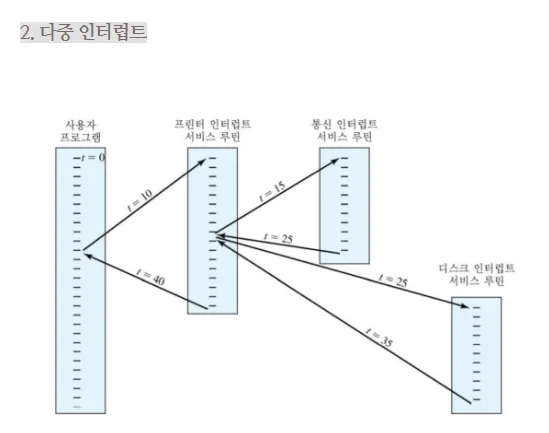 2. 다중 인터럽트
사용자
프로그램
프린터 인터럽트
서비스 루틴
통신 인터럽트
서비스 루틴
t = 0
t = 10
t = 15
t = 25
t = 40
디스크 인터럽트
서비스 루틴
t = 25
t = 35